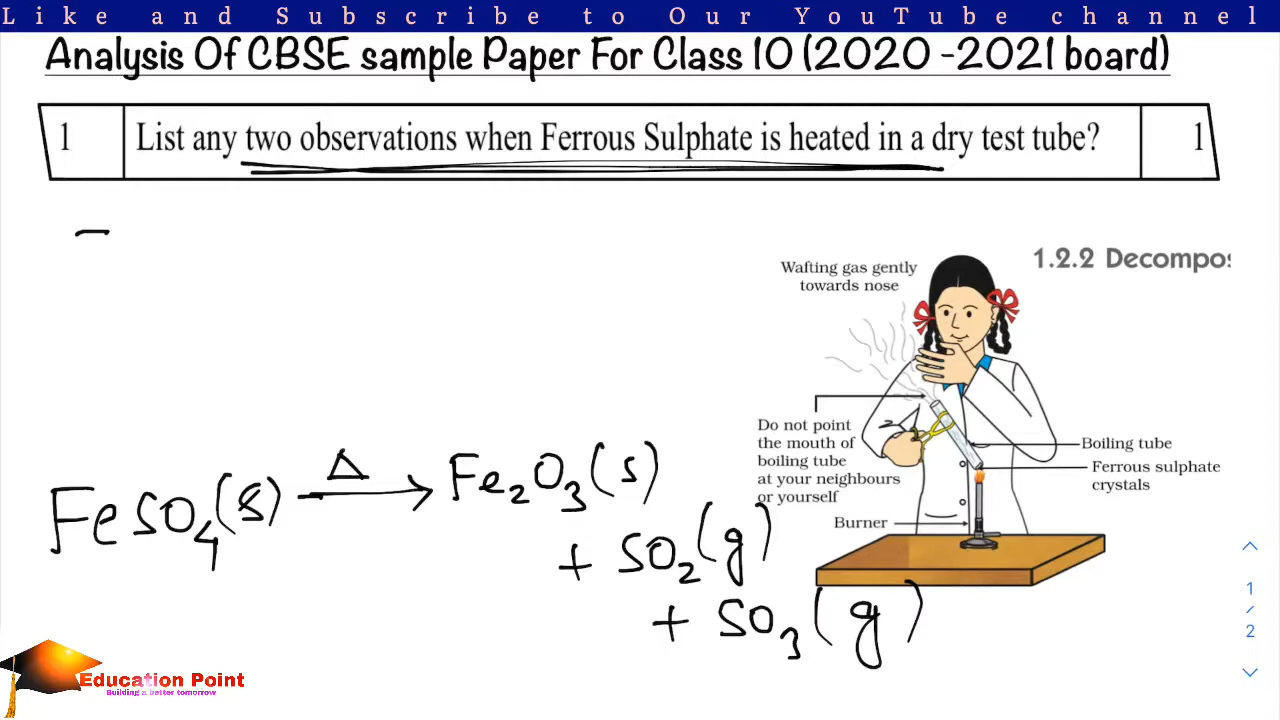 Like and Subscribe to Our YouTube channel
Analysis Of CBSE sample Paper For Class 10 (2020 -2021 board)
1 List any two observations when Ferrous Sulphate is heated in a dry test tube? 1
1.2.2 Decompos
Wafting gas gently
towards nose
Do not point
the mouth of
boiling tube
at your neighbours
or yourself
Boiling tube
Ferrous sulphate
crystals
Burner
FeSO4(s) Δ→ Fe2O3(s)
+ SO2(g)
+ SO3(g)
1
/
2
Education Point
Building a better tomorrow